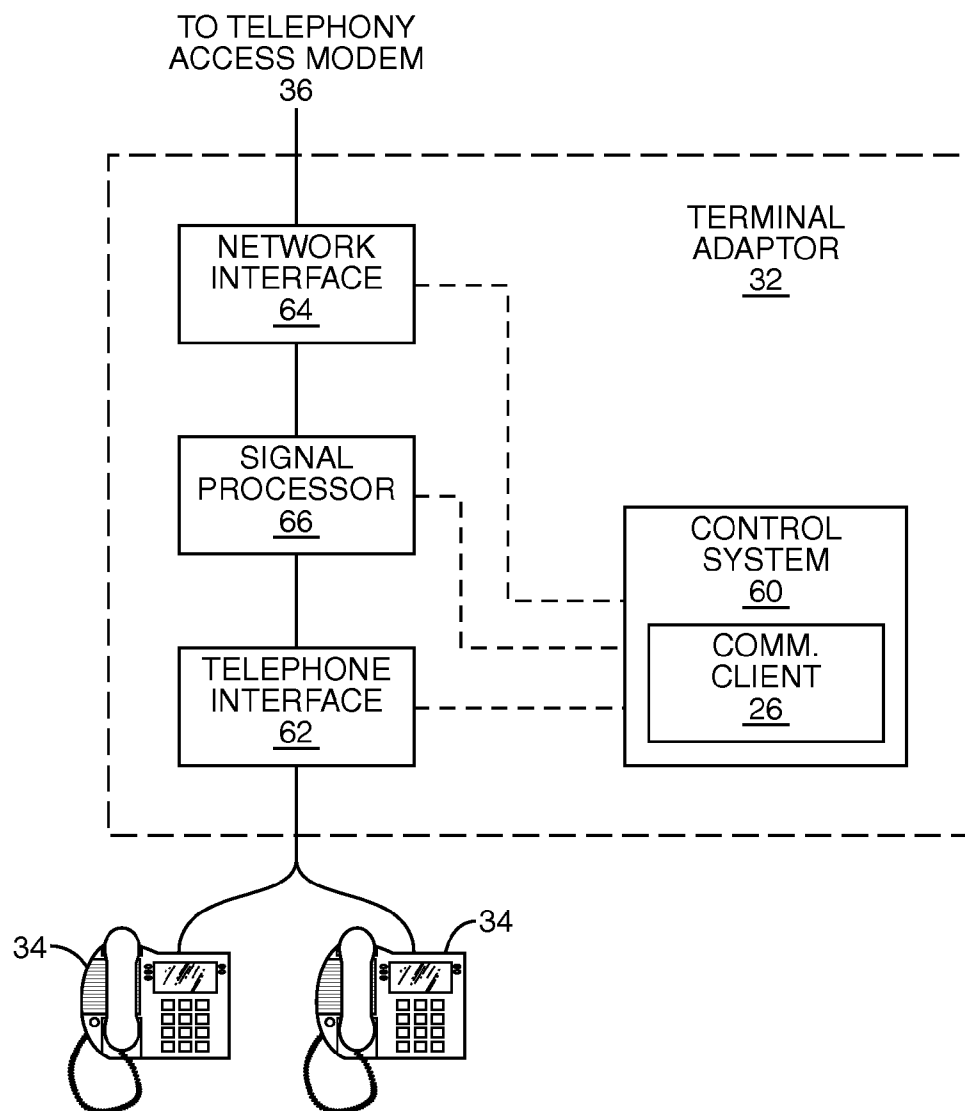 TO TELEPHONY
ACCESS MODEM
36
NETWORK
INTERFACE
64
TERMINAL
ADAPTOR
32
SIGNAL
PROCESSOR
66
CONTROL
SYSTEM
60
COMM.
CLIENT
26
TELEPHONE
INTERFACE
62
34
34